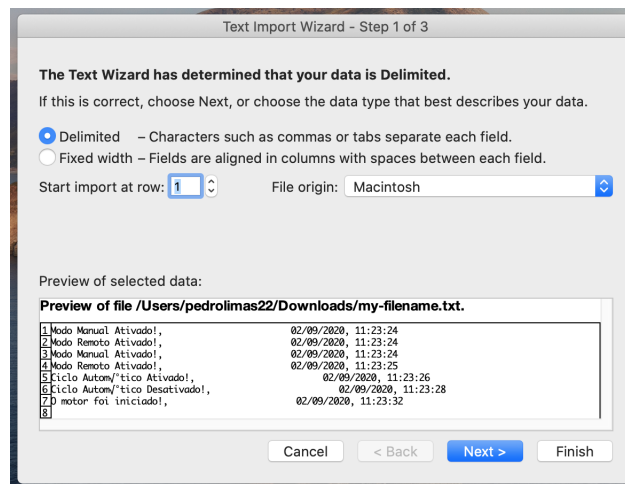 Text Import Wizard - Step 1 of 3
The Text Wizard has determined that your data is Delimited.
If this is correct, choose Next, or choose the data type that best describes your data.
Delimited – Characters such as commas or tabs separate each field.
Fixed width – Fields are aligned in columns with spaces between each field.
Start import at row: 1 File origin: Macintosh
Preview of selected data:
Preview of file /Users/pedrolimas22/Downloads/my-filename.txt.
1 Modo Manual Ativado!, 02/09/2020, 11:23:24
2 Modo Remoto Ativado!, 02/09/2020, 11:23:24
3 Modo Manual Ativado!, 02/09/2020, 11:23:24
4 Modo Remoto Ativado!, 02/09/2020, 11:23:25
5 Ciclo Autom√°tico Ativado!, 02/09/2020, 11:23:26
6 Ciclo Autom√°tico Desativado!, 02/09/2020, 11:23:28
7 O motor foi iniciado!, 02/09/2020, 11:23:32
8
Cancel < Back Next > Finish